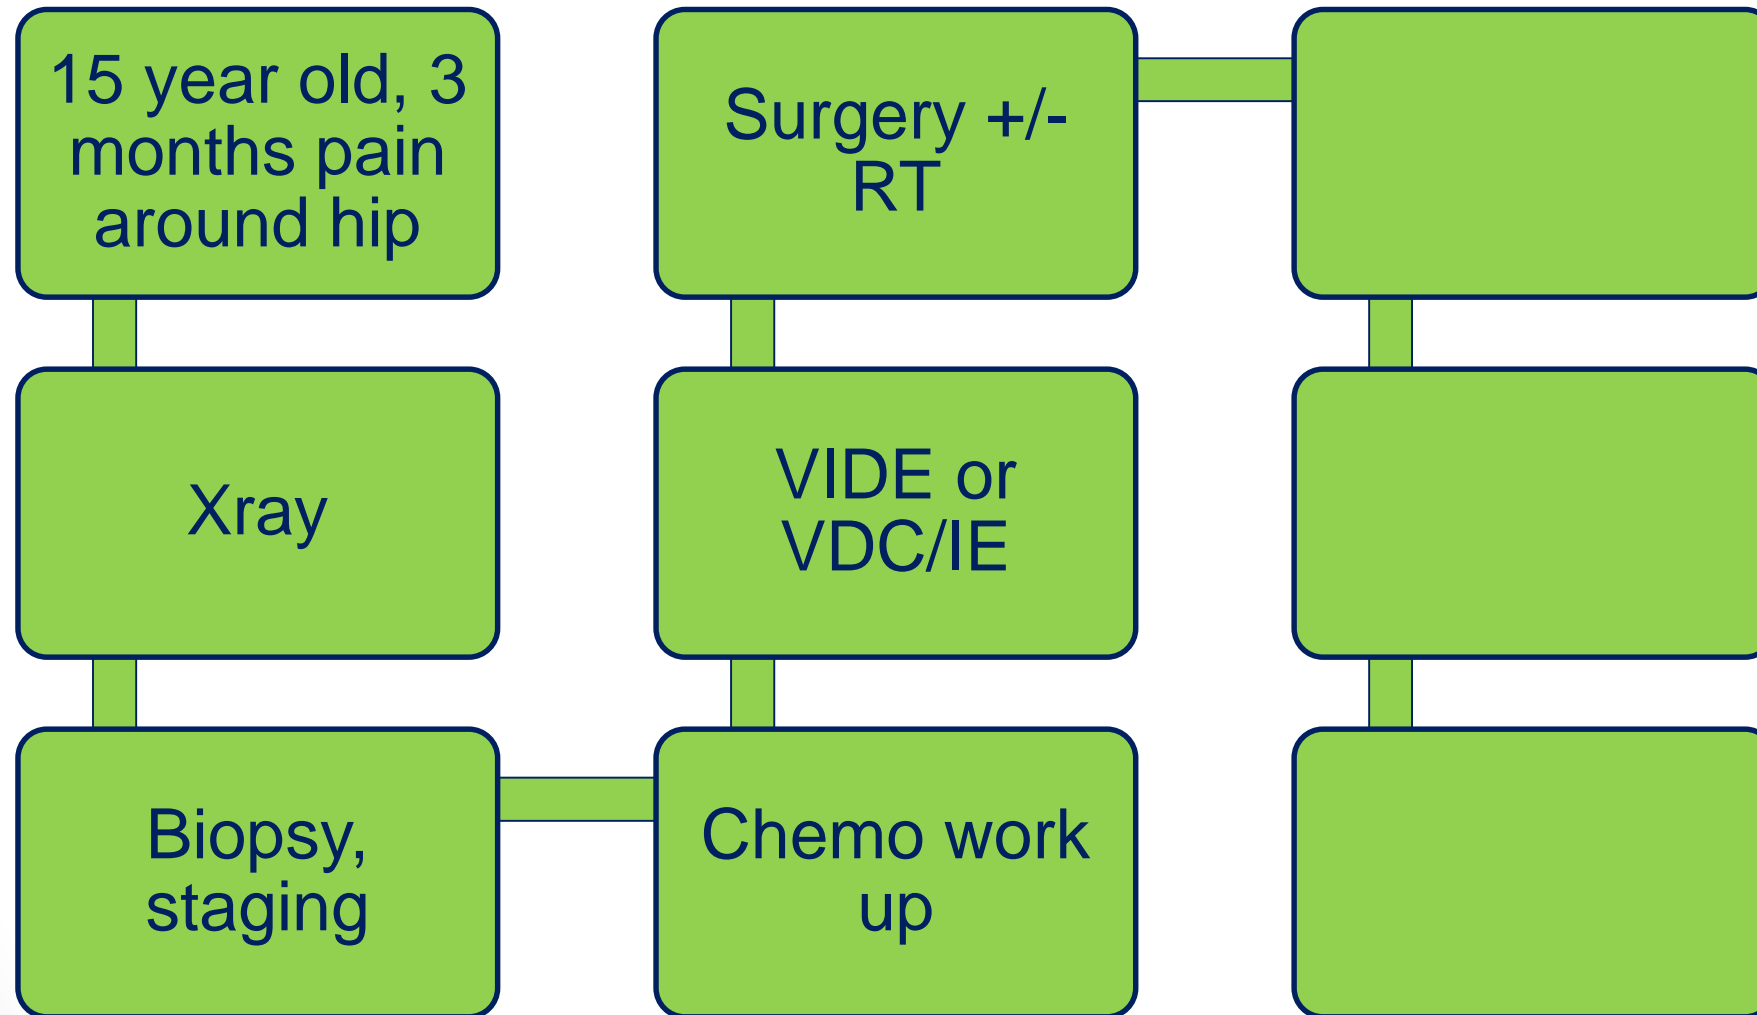 15 year old, 3
months pain
around hip
Xray
Biopsy,
staging
Chemo work
up
VIDE or
VDC/IE
Surgery +/-
RT